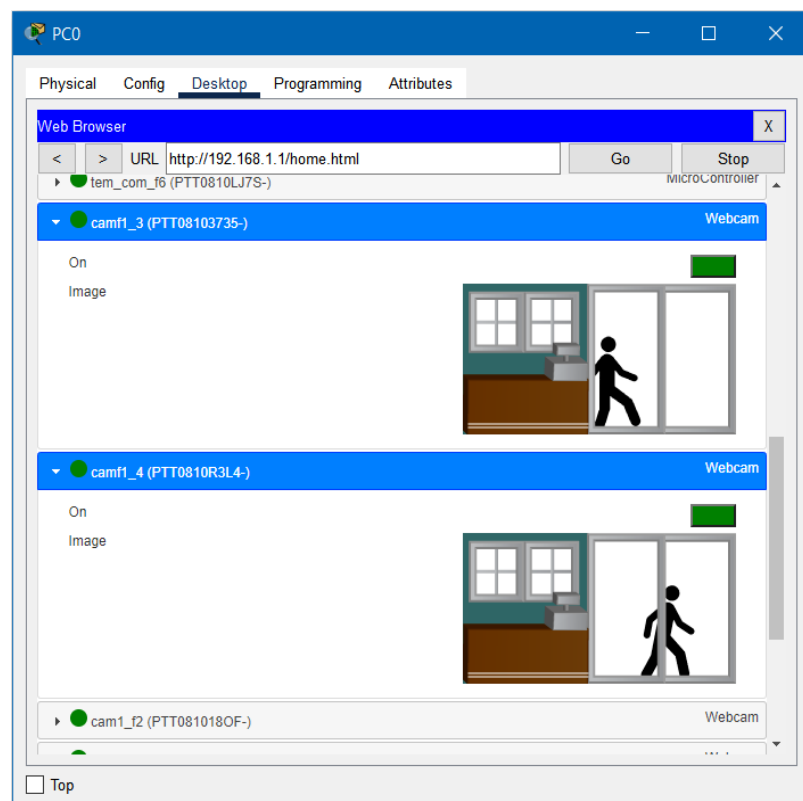 PC0
Physical Config Desktop Programming Attributes
Web Browser X
< > URL http://192.168.1.1/home.html Go Stop
tem_com_f6 (PTT0810LJ7S-) MicroController
camf1_3 (PTT08103735-) Webcam
On
Image
camf1_4 (PTT0810R3L4-) Webcam
On
Image
cam1_f2 (PTT081018OF-) Webcam
Top